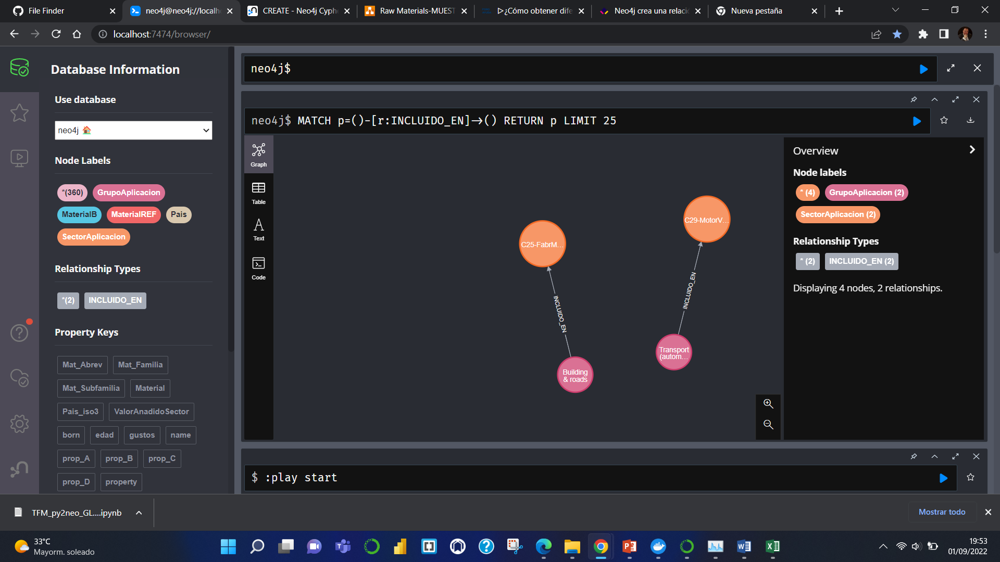 File Finder
neo4j@neo4j://localh
CREATE - Neo4j Cyph
Raw Materials-MUEST
¿Cómo obtener dife
Neo4j crea una relaci
Nueva pestaña
localhost:7474/browser/
Database Information
Use database
neo4j
Node Labels
*(360) GrupoAplicacion
MaterialB MaterialREF Pais
SectorAplicacion
Relationship Types
*(2) INCLUIDO_EN
Property Keys
Mat_Abrev Mat_Familia
Mat_Subfamilia Material
Pais_iso3 ValorAnadidoSector
born edad gustos name
prop_A prop_B prop_C
prop_D property
neo4j$
neo4j$ MATCH p=()-[r:INCLUIDO_EN]->() RETURN p LIMIT 25
Graph
Table
Text
Code
C25-FabrM...
C29-MotorV...
INCLUIDO_EN
INCLUIDO_EN
Building
& roads
Transport
(autom...
Overview
Node labels
* (4) GrupoAplicacion (2)
SectorAplicacion (2)
Relationship Types
* (2) INCLUIDO_EN (2)
Displaying 4 nodes, 2 relationships.
$ :play start
TFM_py2neo_GL....ipynb
Mostrar todo
33°C
Mayorm. soleado
19:53
01/09/2022